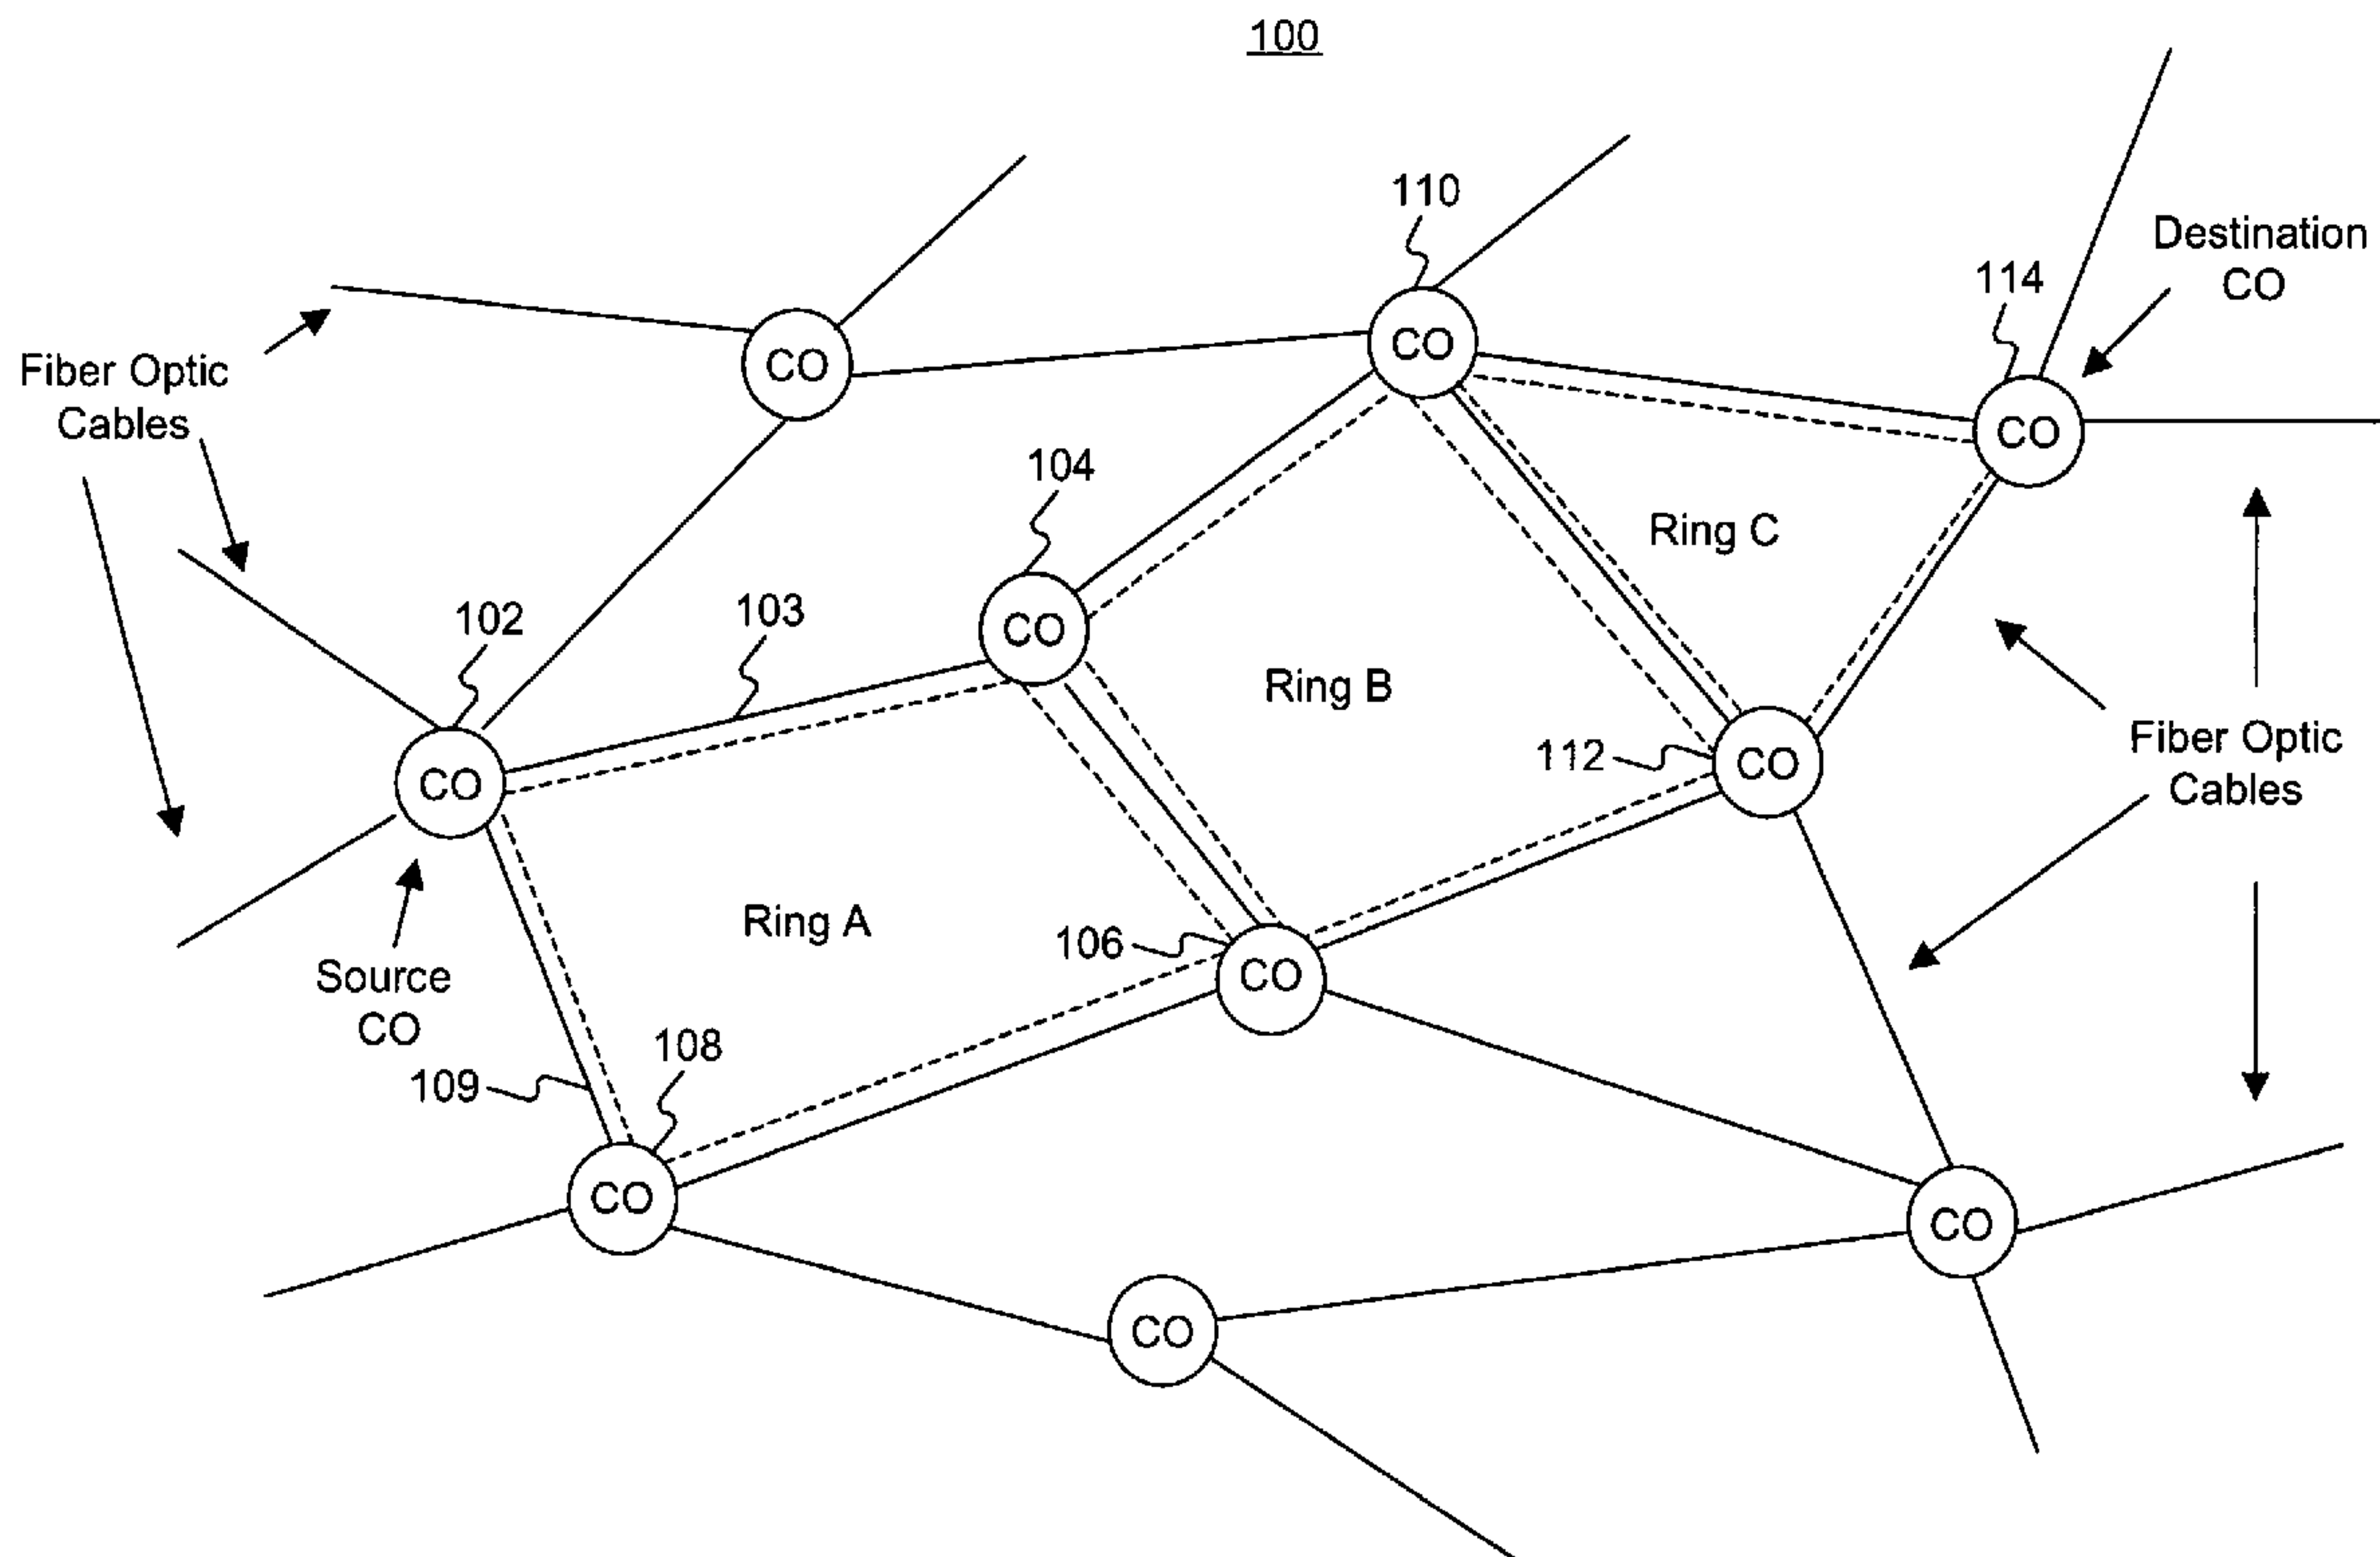 100
110
Destination
CO
114
CO
CO
CO
Fiber Optic
Cables
104
Ring C
102
103
CO
Ring B
112
CO
Fiber Optic
Cables
CO
Ring A
106
CO
Source
CO
108
109
CO
CO
CO